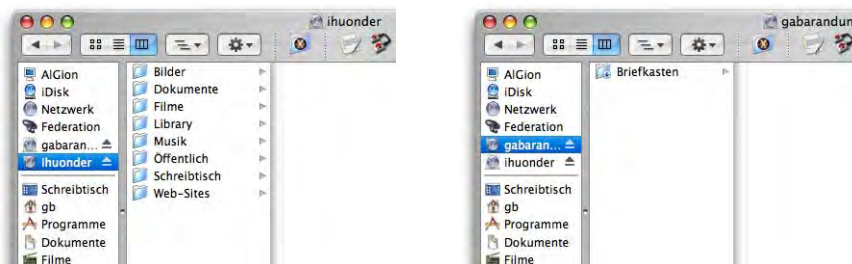 ihuonder
AlGion
iDisk
Netzwerk
Federation
gabaran...
ihuonder
Schreibtisch
gb
Programme
Dokumente
Filme
Bilder
Dokumente
Filme
Library
Musik
Öffentlich
Schreibtisch
Web-Sites
gabarandun
AlGion
iDisk
Netzwerk
Federation
gabaran...
ihuonder
Schreibtisch
gb
Programme
Dokumente
Filme
Briefkasten